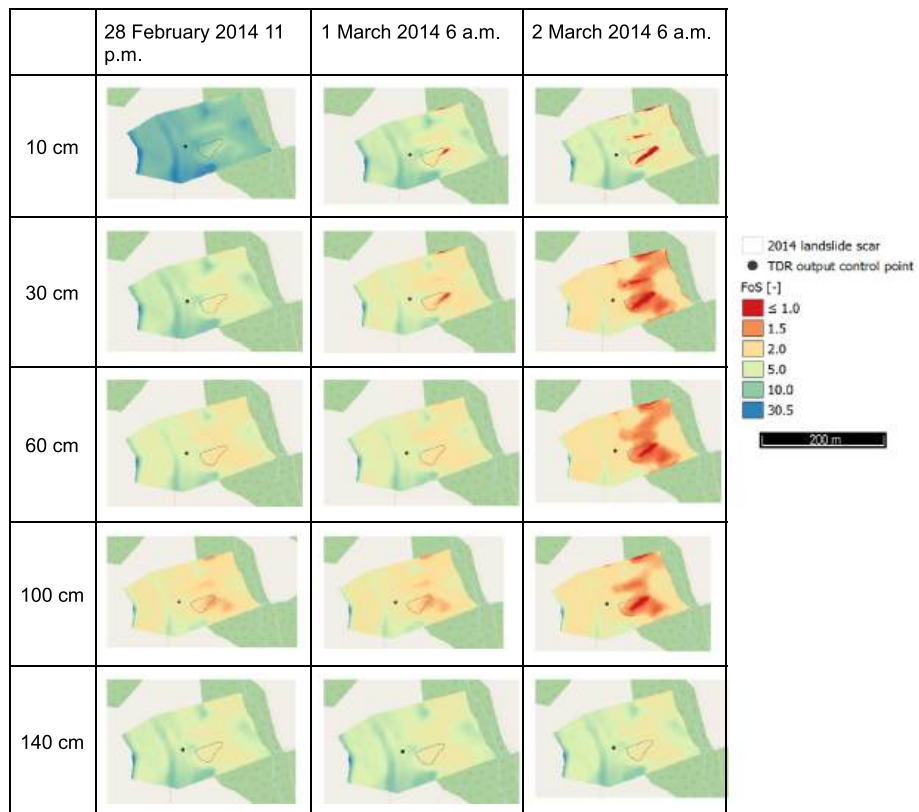 28 February 2014 11
p.m.
1 March 2014 6 a.m.
2 March 2014 6 a.m.
10 cm
30 cm
60 cm
100 cm
140 cm
2014 landslide scar
TDR output control point
FoS [-]
≤ 1.0
1.5
2.0
5.0
10.0
30.5
200 m